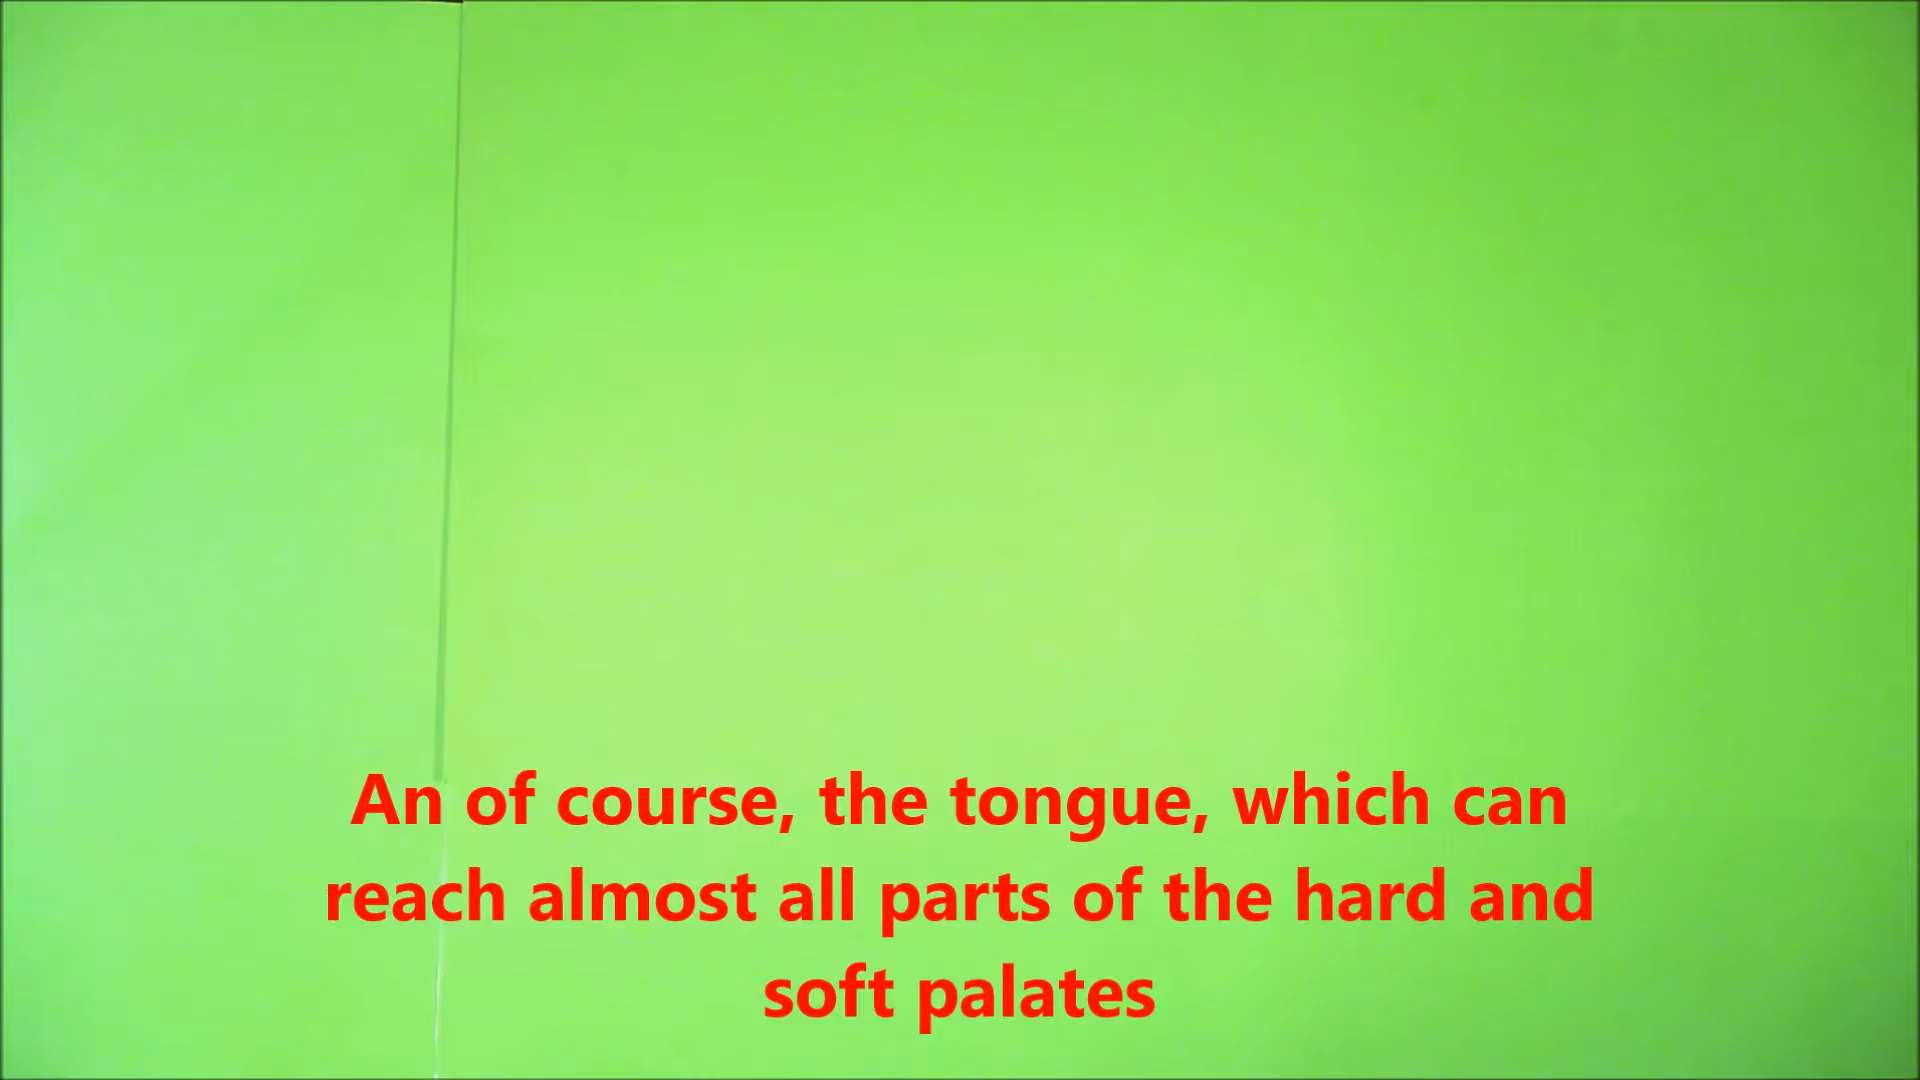 An of course, the tongue, which can
reach almost all parts of the hard and
soft palates